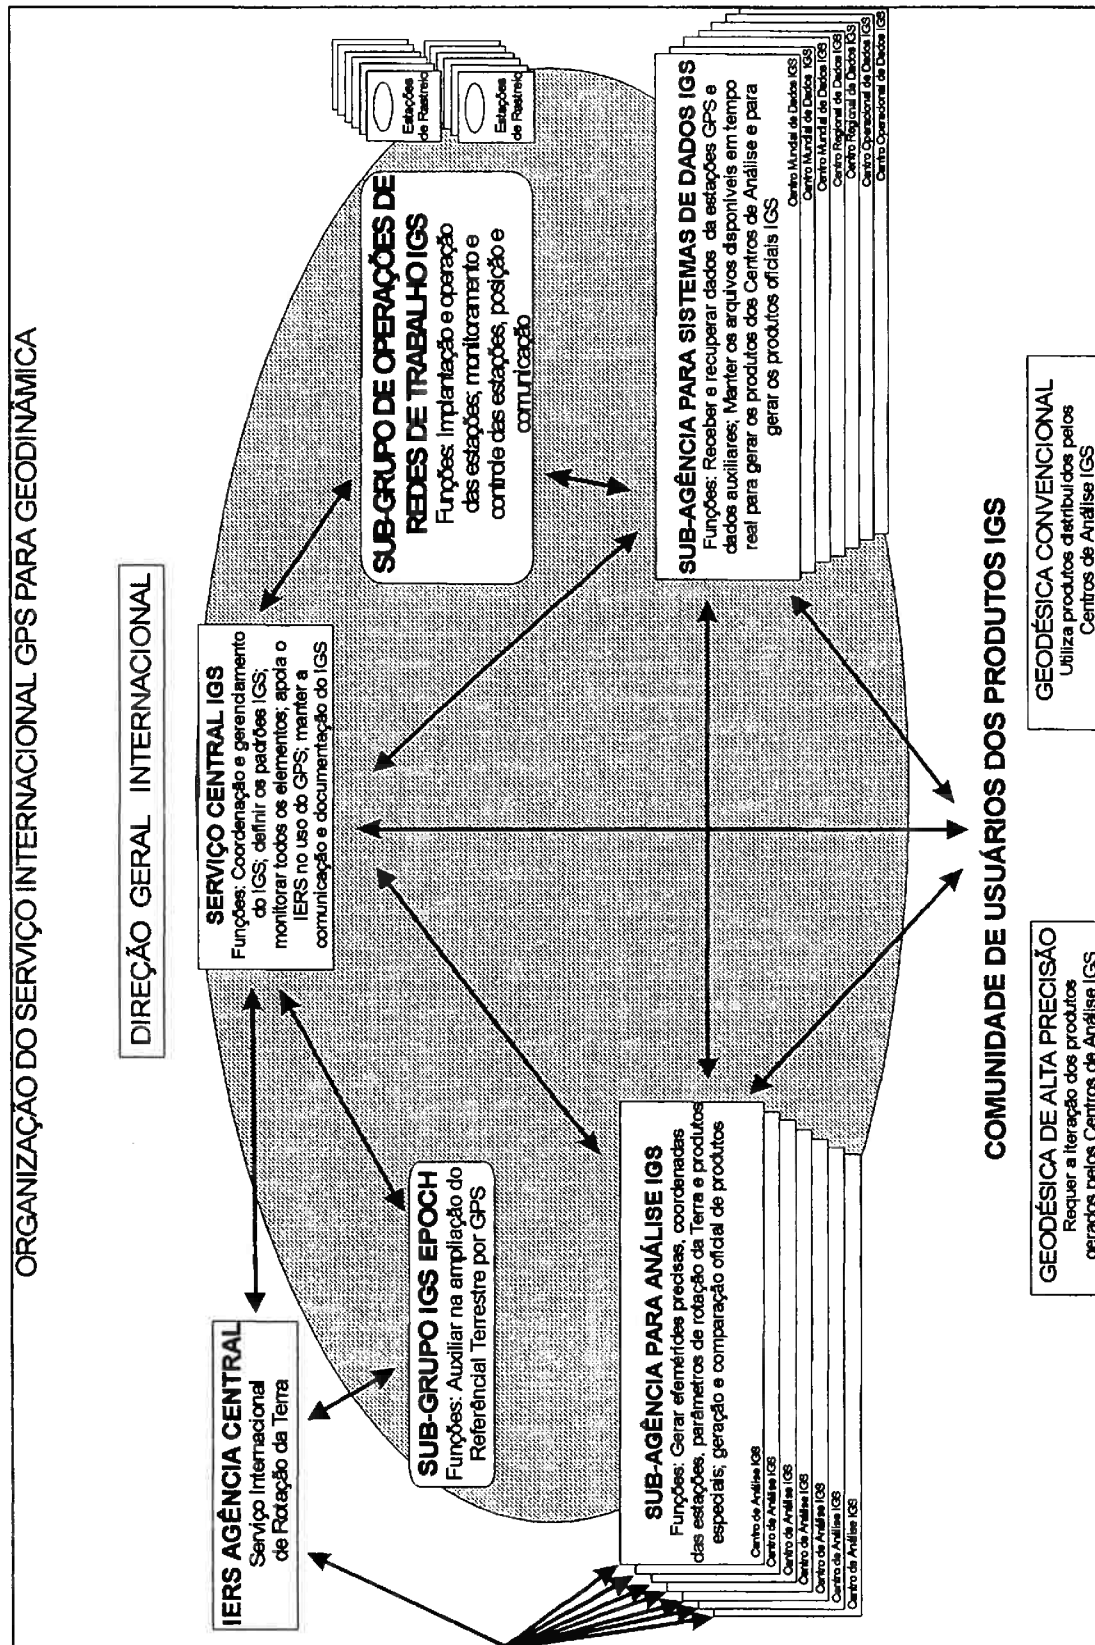 ORGANIZAÇÃO DO SERVIÇO INTERNACIONAL GPS PARA GEODINÂMICA
DIREÇÃO GERAL INTERNACIONAL
IERS AGÊNCIA CENTRAL
Serviço Internacional
de Rotação da Terra
SERVIÇO CENTRAL IGS
Funções: Coordenação e gerenciamento
do IGS; definir os padrões IGS;
monitorar todos os elementos; apoia o
IERS no uso do GPS; manter a
comunicação e documentação do IGS
Estações
de Rastreio
Estações
de Rastreio
SUB-GRUPO IGS EPOCH
Funções: Auxiliar na ampliação do
Referêncial Terrestre por GPS
SUB-GRUPO DE OPERAÇÕES DE
REDES DE TRABALHO IGS
Funções: Implantação e operação
das estações; monitoramento e
controle das estações, posição e
comunicação
SUB-AGÊNCIA PARA ANÁLISE IGS
Funções: Gerar efemérides precisas, coordenadas
das estações, parâmetros de rotação da Terra e produtos
especiais; geração e comparação oficial de produtos
Centro de Análise IGS
Centro de Análise IGS
Centro de Análise IGS
Centro de Análise IGS
Centro de Análise IGS
Centro de Análise IGS
Centro de Análise IGS
SUB-AGÊNCIA PARA SISTEMAS DE DADOS IGS
Funções: Receber e recuperar dados da estações GPS e
dados auxiliares; Manter os arquivos disponíveis em tempo
real para gerar os produtos dos Centros de Análise e para
gerar os produtos oficiais IGS
Centro Mundial de Dados IGS
Centro Mundial de Dados IGS
Centro Mundial de Dados IGS
Centro Regional de Dados IGS
Centro Regional de Dados IGS
Centro Operacional de Dados IGS
Centro Operacional de Dados IGS
COMUNIDADE DE USUÁRIOS DOS PRODUTOS IGS
GEODÉSICA DE ALTA PRECISÃO
Requer a iteração dos produtos
gerados pelos Centros de Análise IGS
GEODÉSICA CONVENCIONAL
Utiliza produtos distribuídos pelos
Centros de Análise IGS